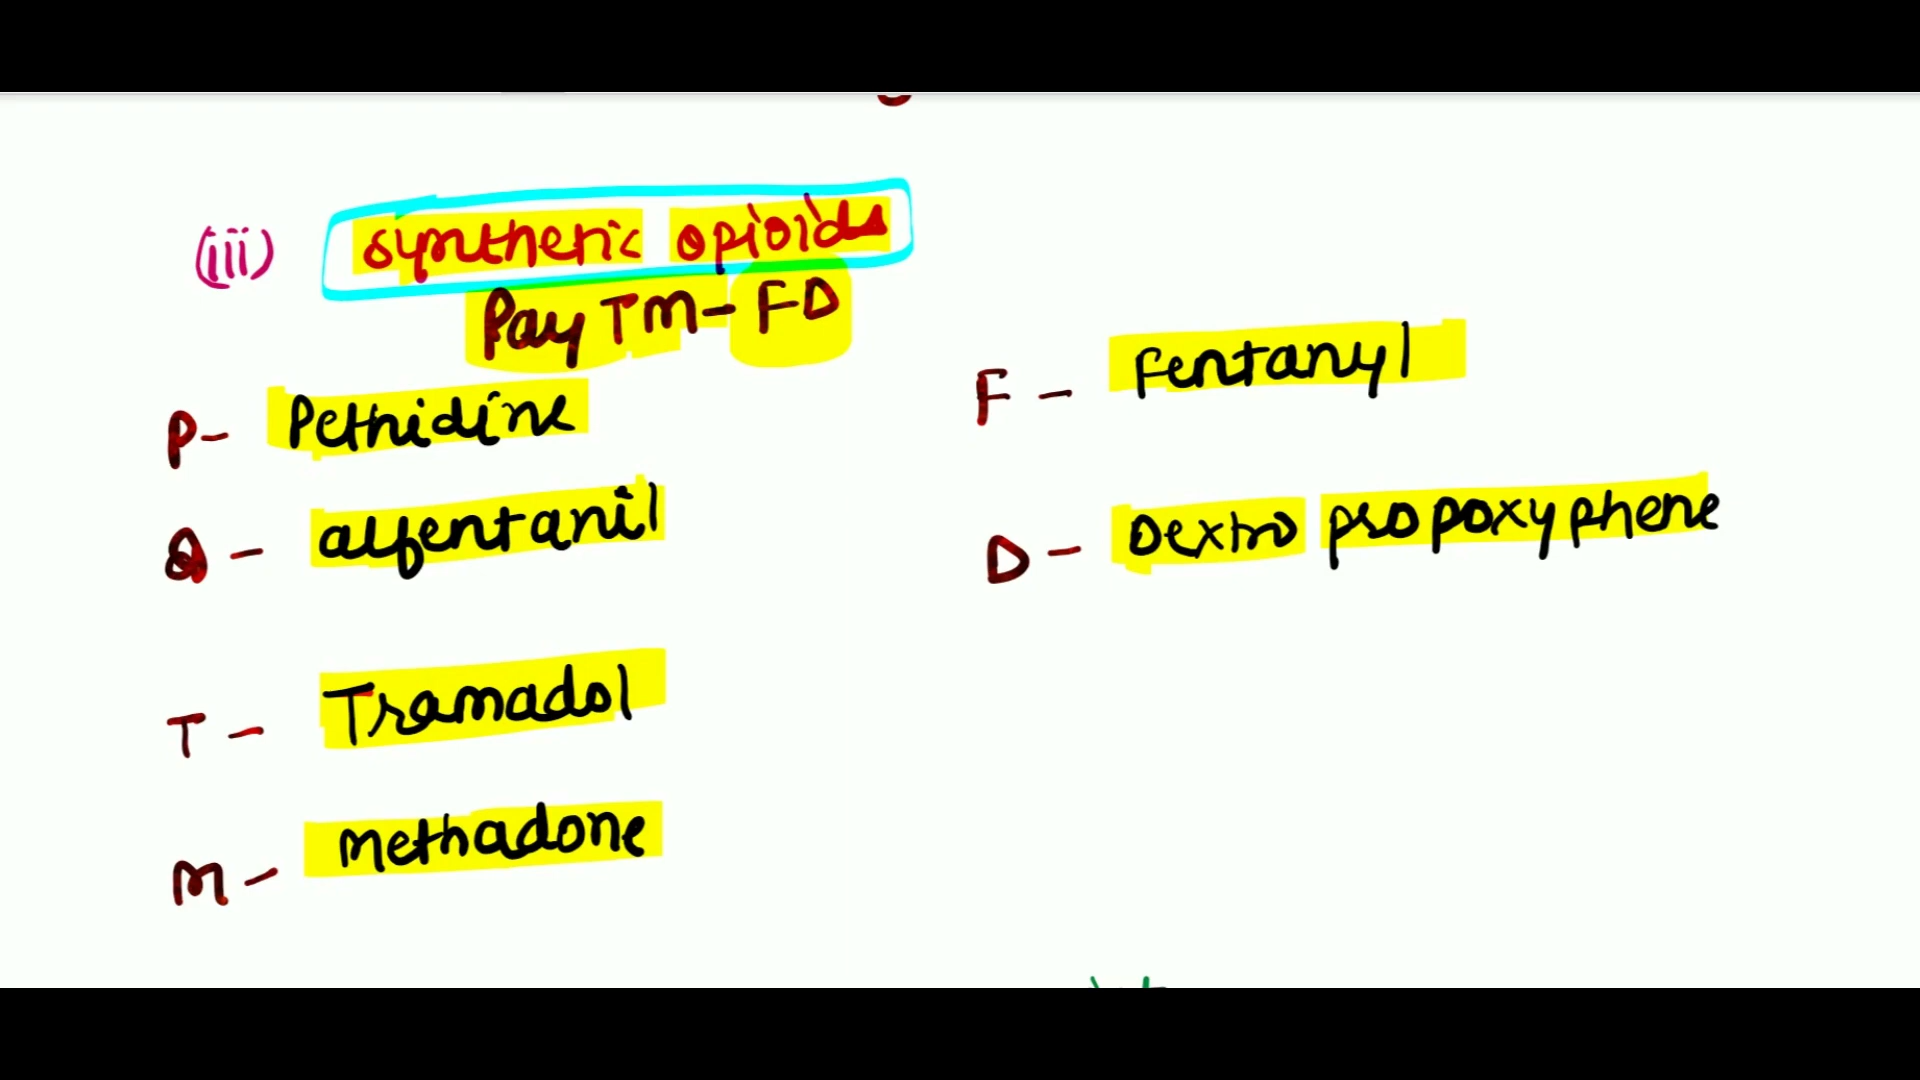 (iii) Synthetic opioids
PayTM-FD
P- Pethidine
a - alfentanil
T - Tramadol
M - Methadone
F - Fentanyl
D - Dextro propoxyphene